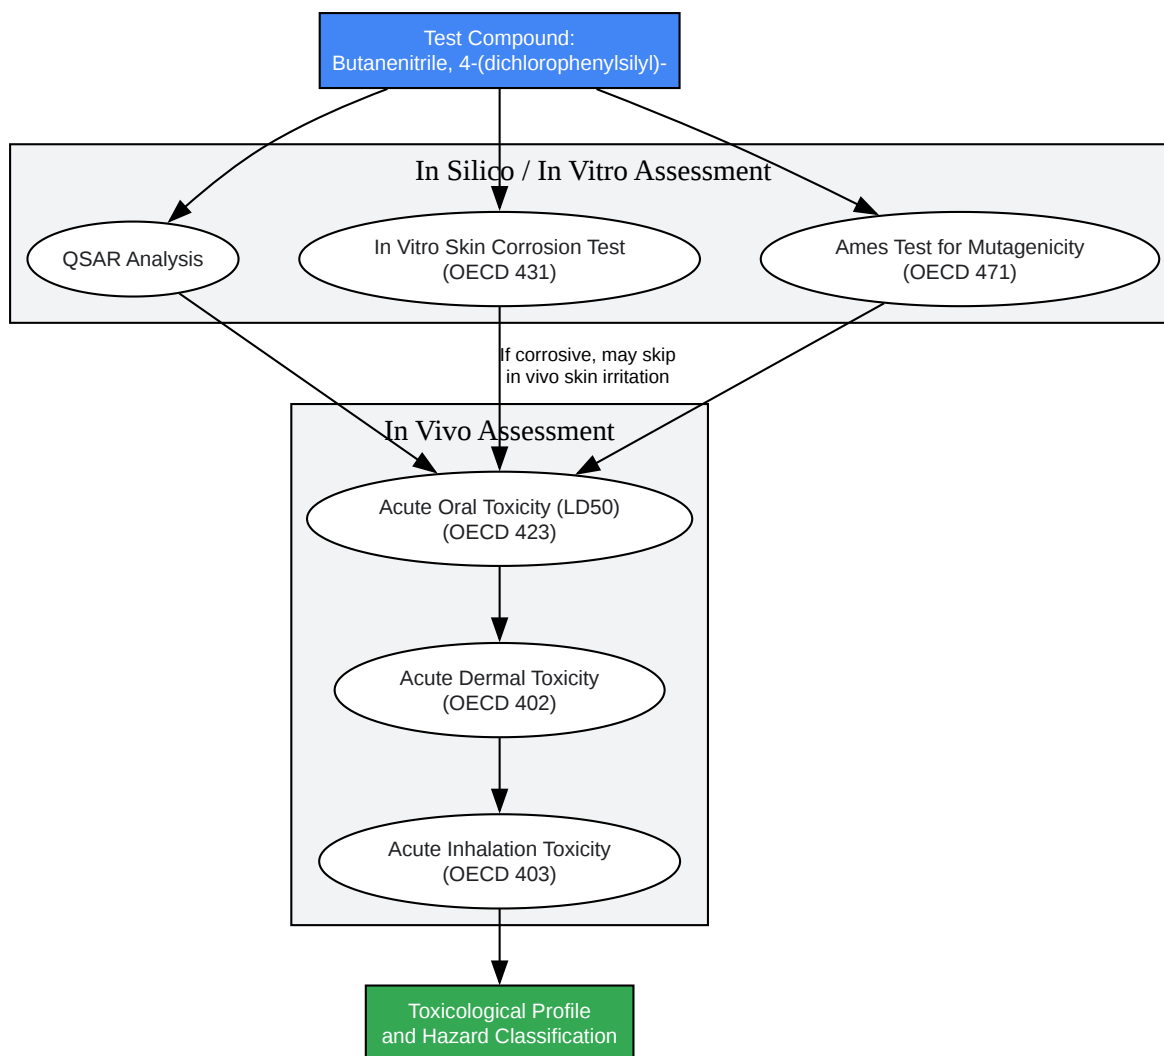 Test Compound:
Butanenitrile, 4-(dichlorophenylsilyl)-
In Silico / In Vitro Assessment
QSAR Analysis
In Vitro Skin Corrosion Test
(OECD 431)
Ames Test for Mutagenicity
(OECD 471)
If corrosive, may skip
in vivo skin irritation
In Vivo Assessment
Acute Oral Toxicity (LD50)
(OECD 423)
Acute Dermal Toxicity
(OECD 402)
Acute Inhalation Toxicity
(OECD 403)
Toxicological Profile
and Hazard Classification